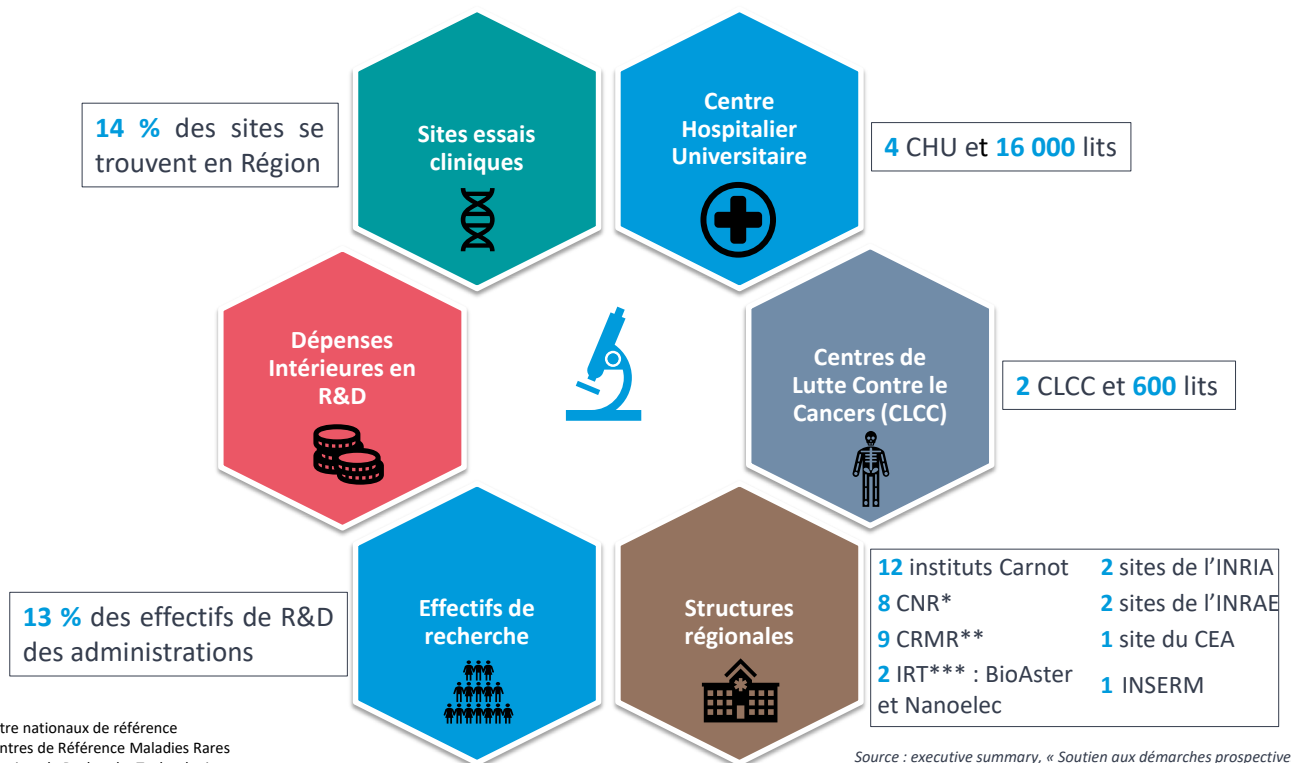 Sites essais
cliniques
14 % des sites se
trouvent en Région
Centre
Hospitalier
Universitaire
4 CHU et 16 000 lits
Dépenses
Intérieures en
R&D
Centres de
Lutte Contre le
Cancers (CLCC)
2 CLCC et 600 lits
Effectifs de
recherche
13 % des effectifs de R&D
des administrations
Structures
régionales
12 instituts Carnot
8 CNR*
9 CRMR**
2 IRT*** : BioAster
et Nanoelec
2 sites de l’INRIA
2 sites de l’INRAE
1 site du CEA
1 INSERM
nationaux de référence
de Référence Maladies Rares
Source : executive summary, « Soutien aux démarches prospective